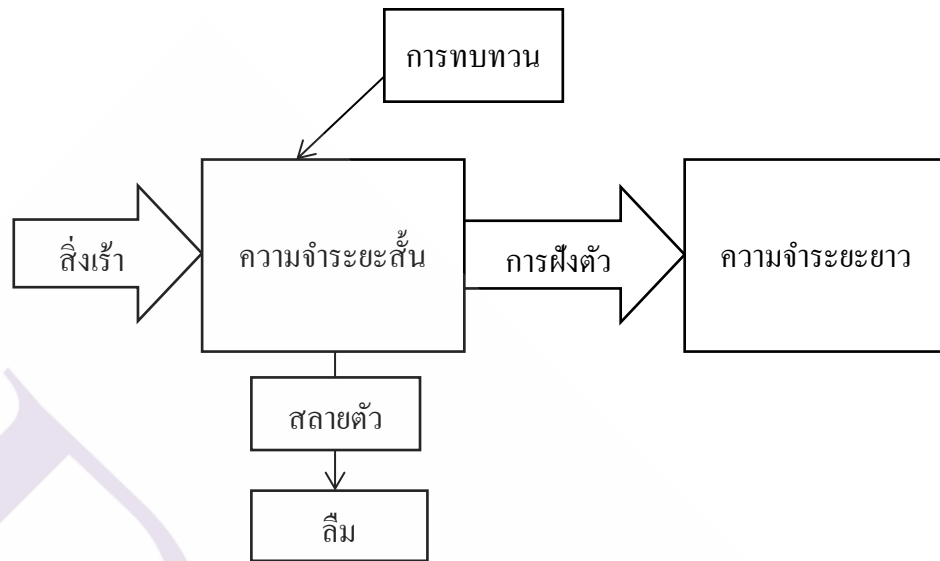 การทบทวน
สิ่งเร้า
ความจำระยะสั้น
การฝังตัว
ความจำระยะยาว
สลายตัว
ลืม